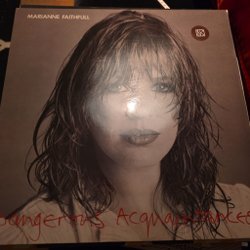 MARIANNE FAITHFULL
Dangerous Acquaintances